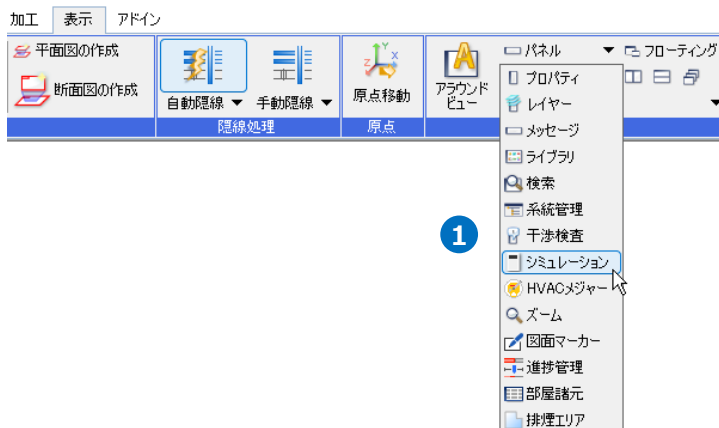 加工 表示 アドイン
平面図の作成
断面図の作成
自動隠線 手動隠線
隠線処理
原点移動
原点
アラウンド
ビュー
パネル フローティング
プロパティ
レイヤー
メッセージ
ライブラリ
検索
系統管理
干渉検査
1
シミュレーション
HVACメジャー
ズーム
図面マーカー
進捗管理
部屋諸元
排煙エリア